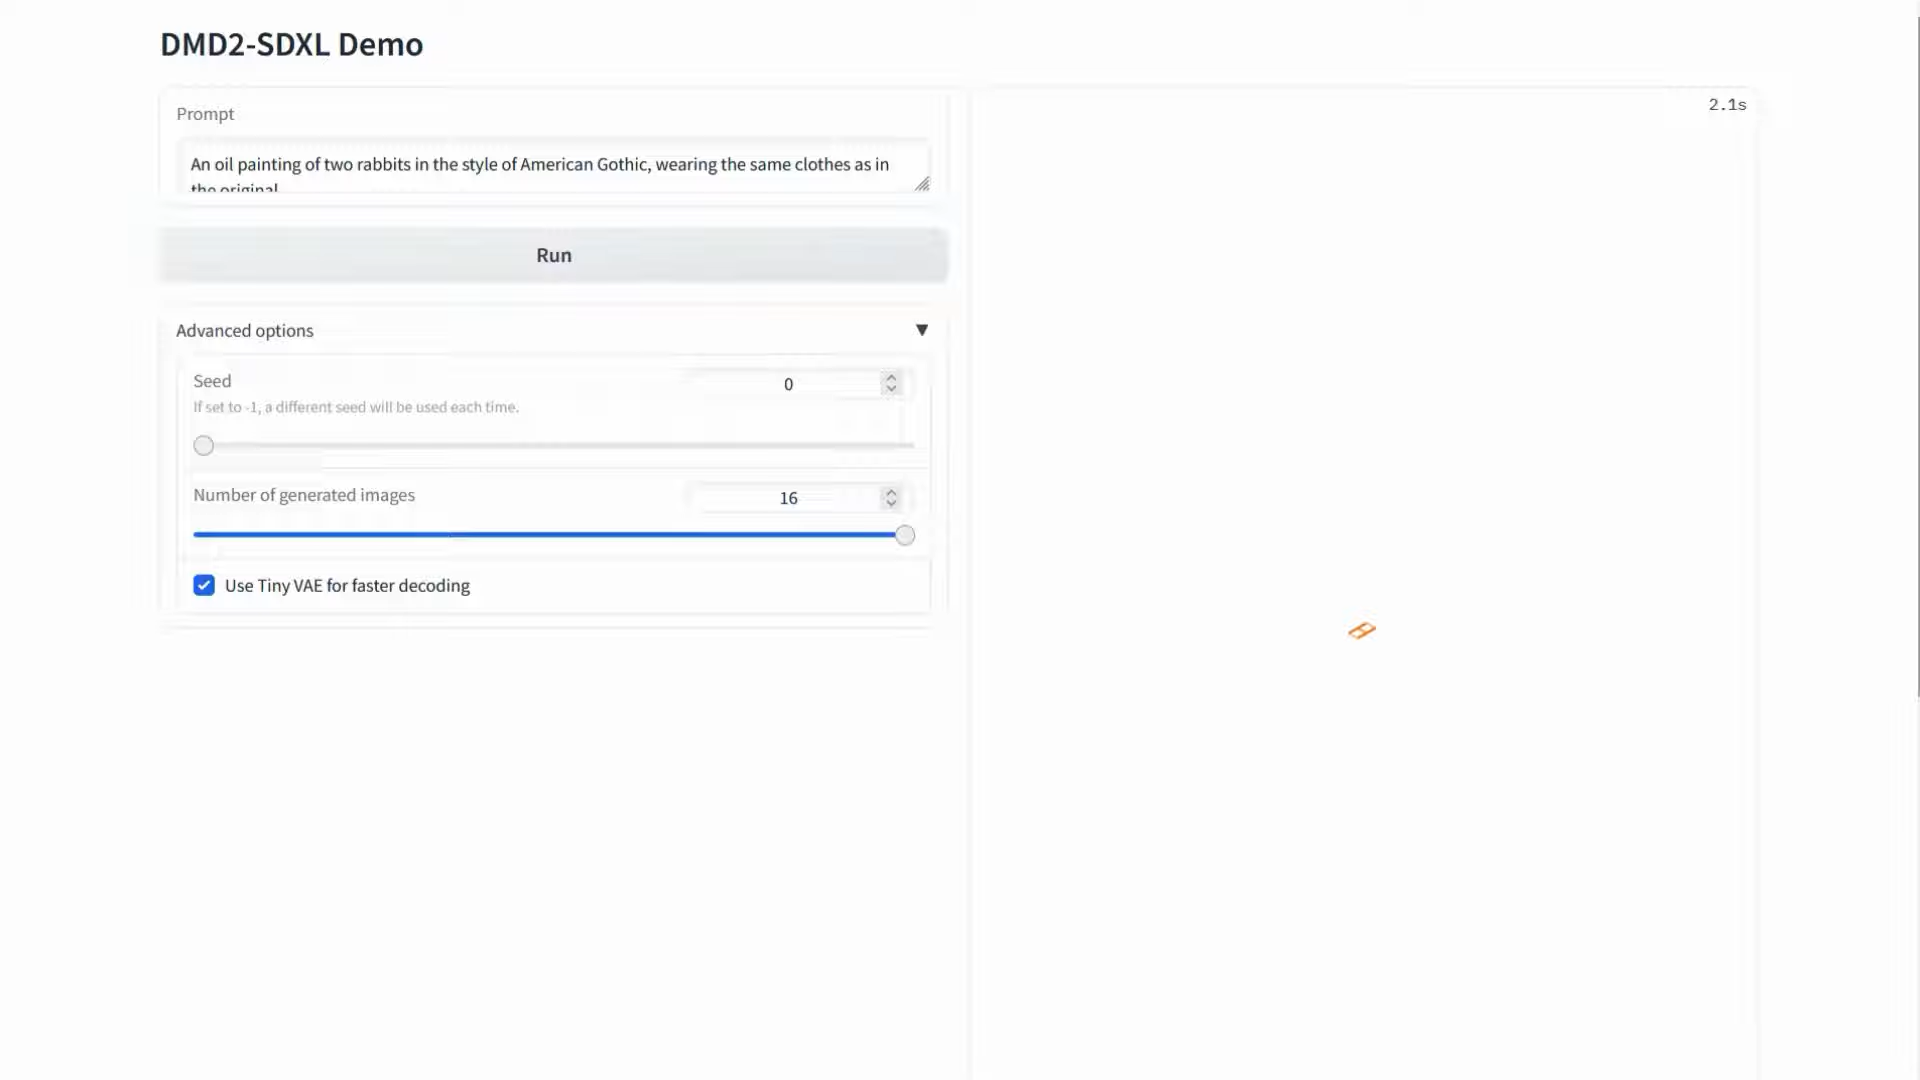 DMD2-SDXL Demo
Prompt
2.1s
An oil painting of two rabbits in the style of American Gothic, wearing the same clothes as in
the original
Run
Advanced options
Seed
0
If set to -1, a different seed will be used each time.
Number of generated images
16
Use Tiny VAE for faster decoding